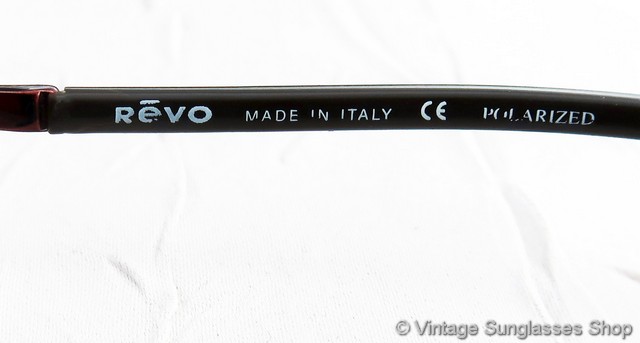 RēVO MADE IN ITALY CE POLARIZED
© Vintage Sunglasses Shop